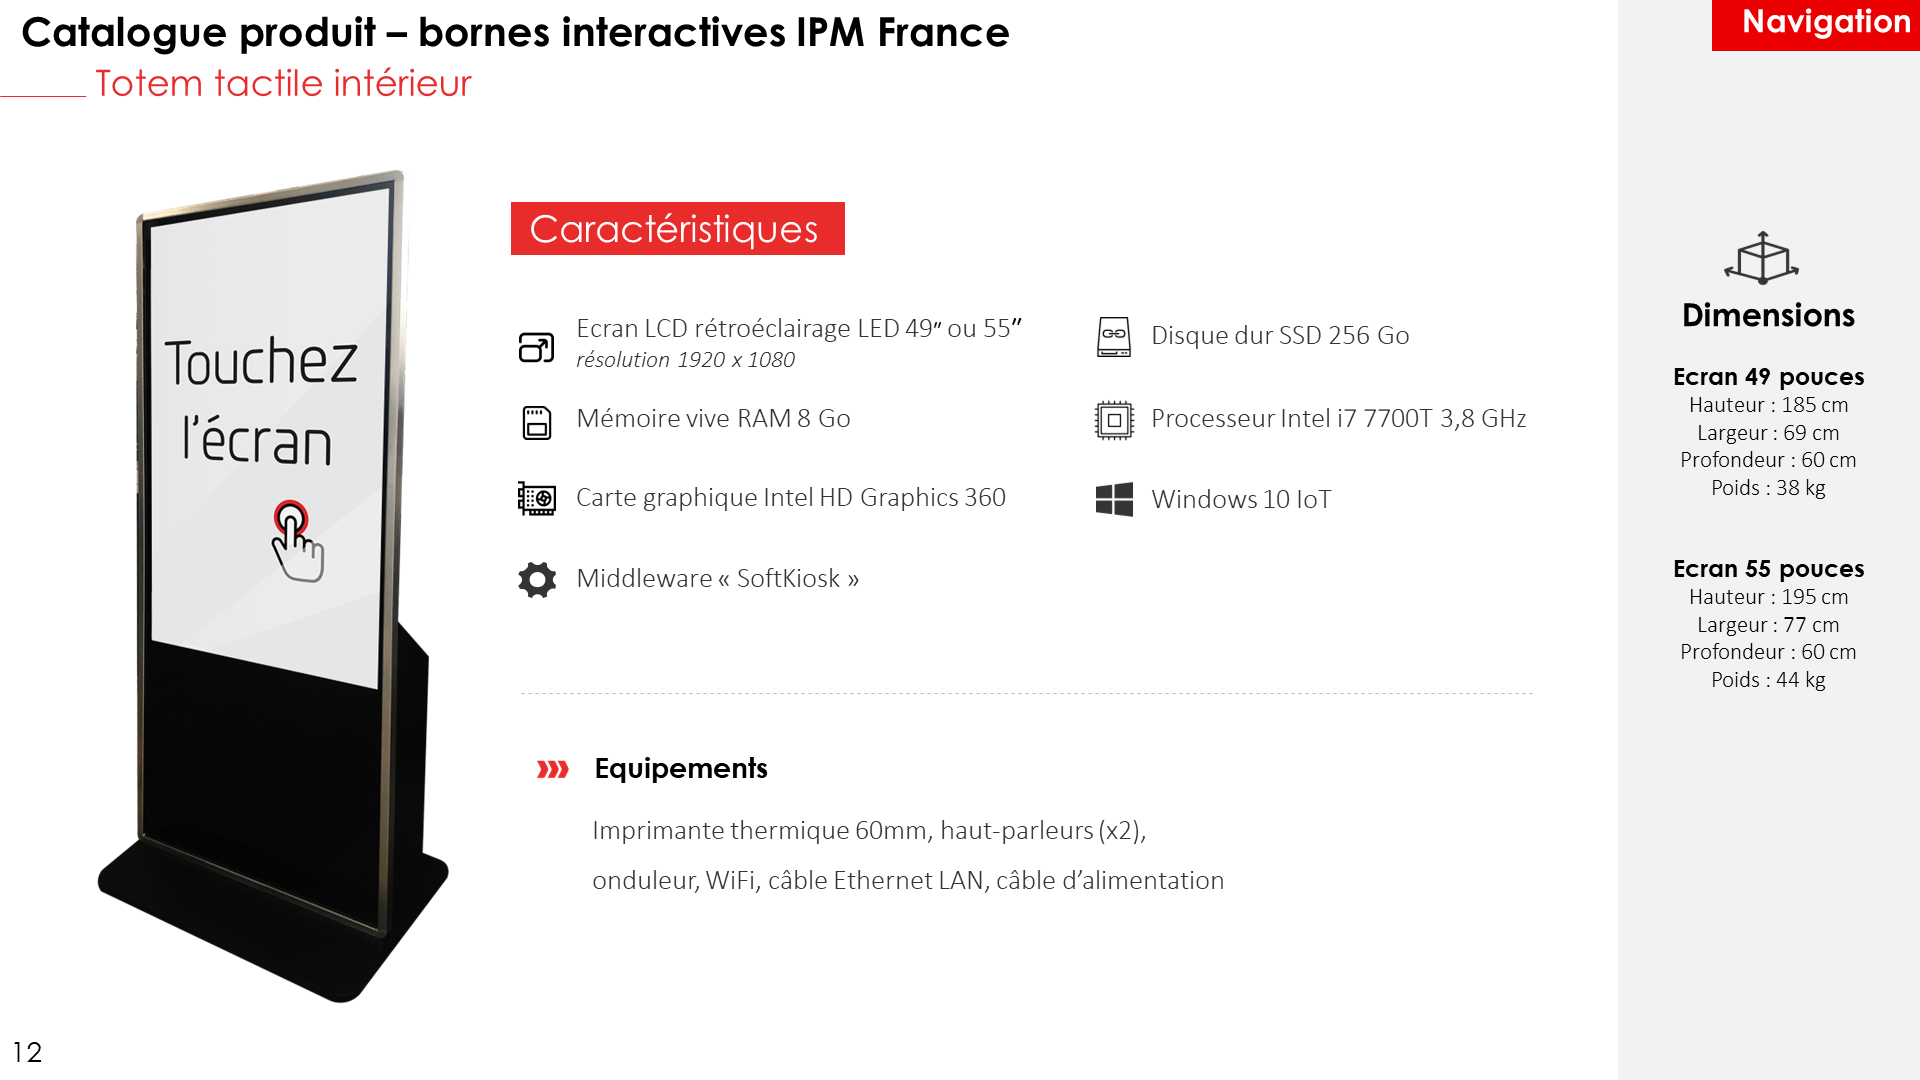 Catalogue produit – bornes interactives IPM France
Totem tactile intérieur
Navigation
Touchez
l'écran
Caractéristiques
Ecran LCD rétroéclairage LED 49″ ou 55″
résolution 1920 x 1080
Mémoire vive RAM 8 Go
Carte graphique Intel HD Graphics 360
Middleware « SoftKiosk »
Disque dur SSD 256 Go
Processeur Intel i7 7700T 3,8 GHz
Windows 10 IoT
Equipements
Imprimante thermique 60mm, haut-parleurs (x2),
onduleur, WiFi, câble Ethernet LAN, câble d’alimentation
Dimensions
Ecran 49 pouces
Hauteur : 185 cm
Largeur : 69 cm
Profondeur : 60 cm
Poids : 38 kg
Ecran 55 pouces
Hauteur : 195 cm
Largeur : 77 cm
Profondeur : 60 cm
Poids : 44 kg
12